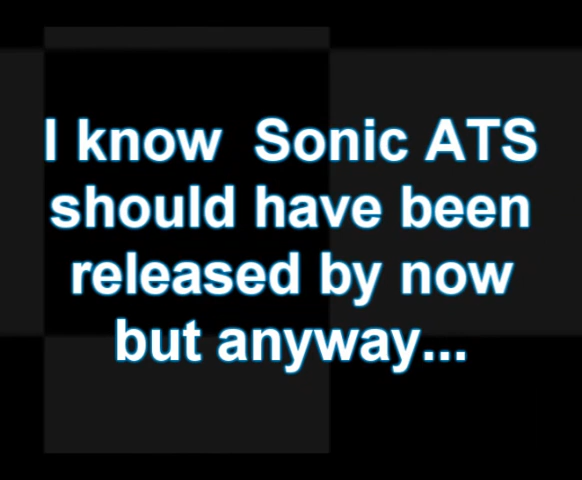 I know  Sonic ATS
should have been
released by now
but anyway...